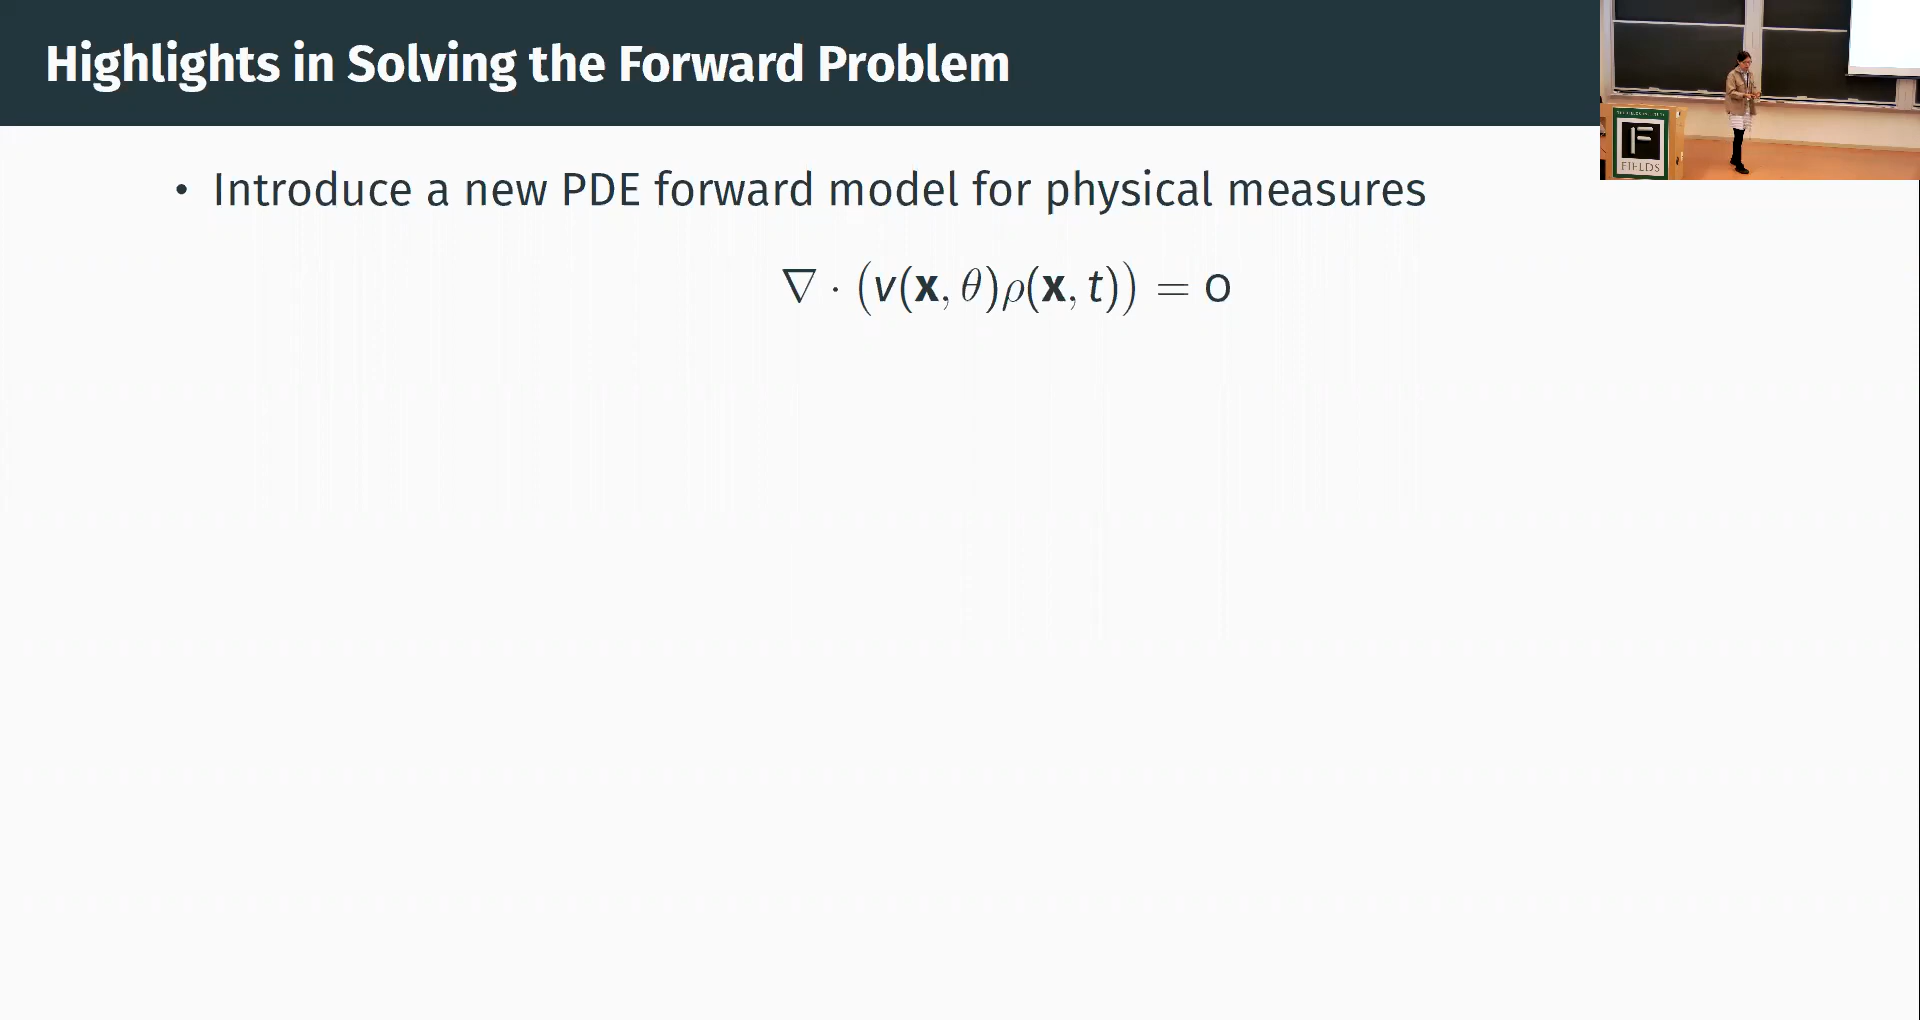 Highlights in Solving the Forward Problem
• Introduce a new PDE forward model for physical measures
∇ · (v(x, θ)ρ(x, t)) = 0
FIELDS